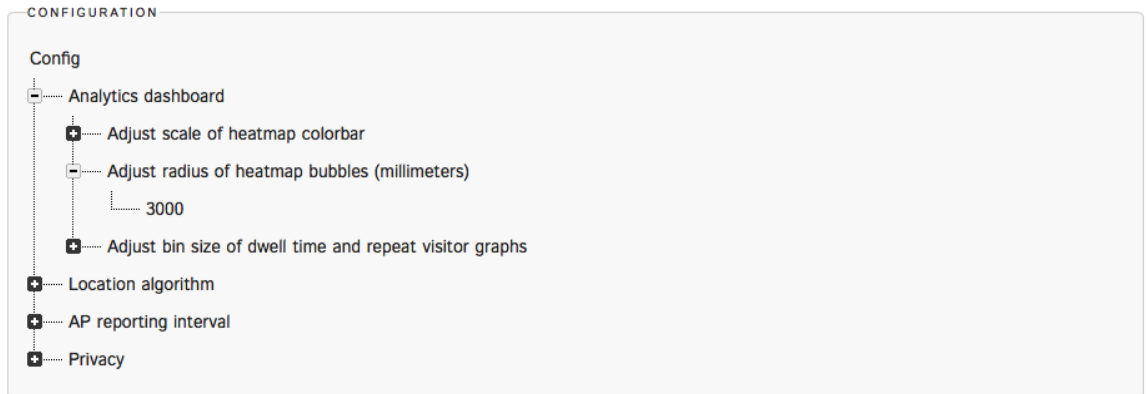 CONFIGURATION
Config
Analytics dashboard
Adjust scale of heatmap colorbar
Adjust radius of heatmap bubbles (millimeters)
3000
Adjust bin size of dwell time and repeat visitor graphs
Location algorithm
AP reporting interval
Privacy